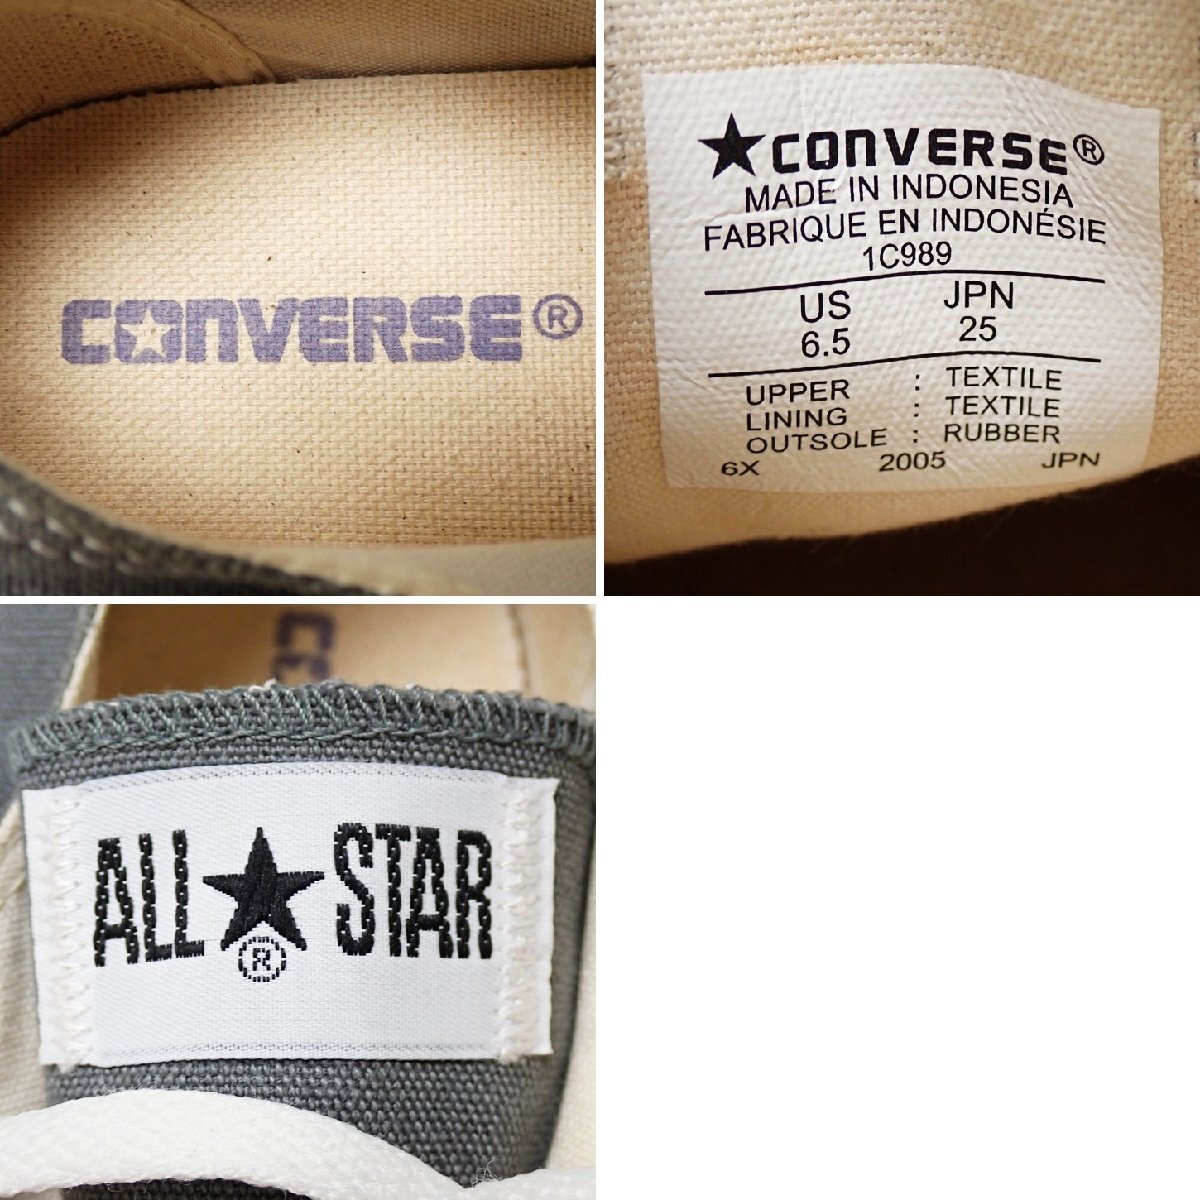 CONVERSE®
★CONVERSE®
MADE IN INDONESIA
FABRIQUE EN INDONÉSIE
1C989
US JPN
6.5 25
UPPER : TEXTILE
LINING : TEXTILE
OUTSOLE : RUBBER
6X 2005 JPN
ALL★STAR
®